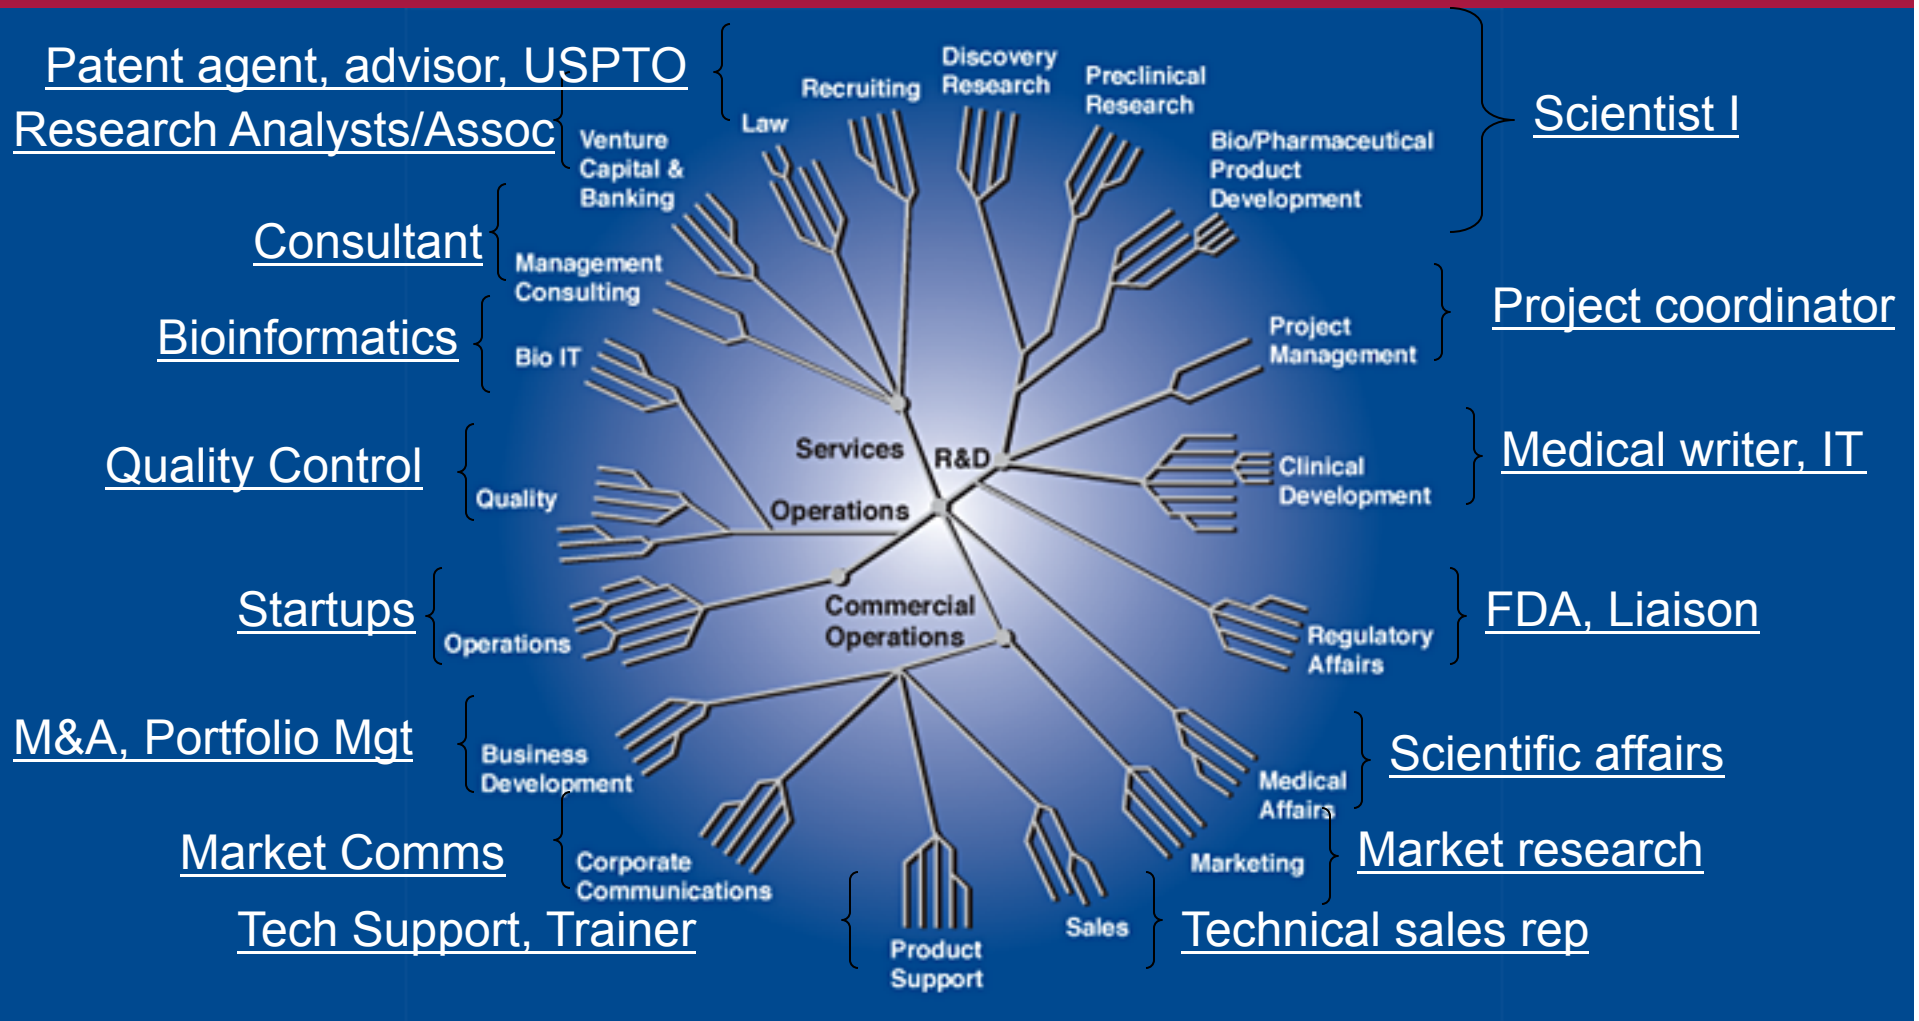 Patent agent, advisor, USPTO
Research Analysts/Assoc
Consultant
Bioinformatics
Quality Control
Startups
M&A, Portfolio Mgt
Market Comms
Tech Support, Trainer
Recruiting
Discovery
Research
Preclinical
Research
Law
Venture
Capital &
Banking
Bio/Pharmaceutical
Product
Development
Management
Consulting
Bio IT
Project
Management
Services
R&D
Clinical
Development
Quality
Operations
Commercial
Operations
Operations
Regulatory
Affairs
Business
Development
Medical
Affairs
Corporate
Communications
Marketing
Sales
Product
Support
Scientist I
Project coordinator
Medical writer, IT
FDA, Liaison
Scientific affairs
Market research
Technical sales rep